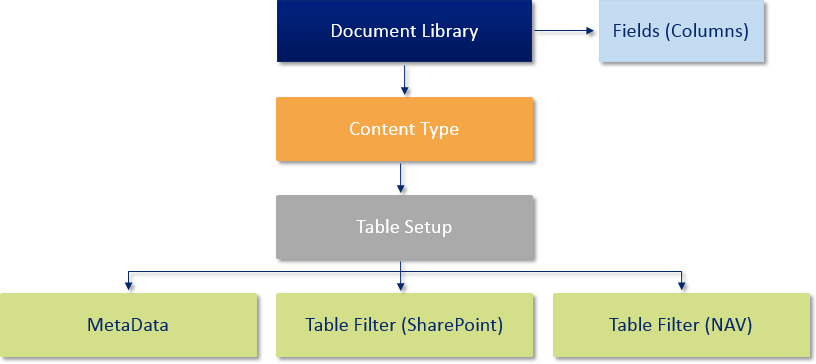 Document Library
Fields (Columns)
Content Type
Table Setup
MetaData
Table Filter (SharePoint)
Table Filter (NAV)